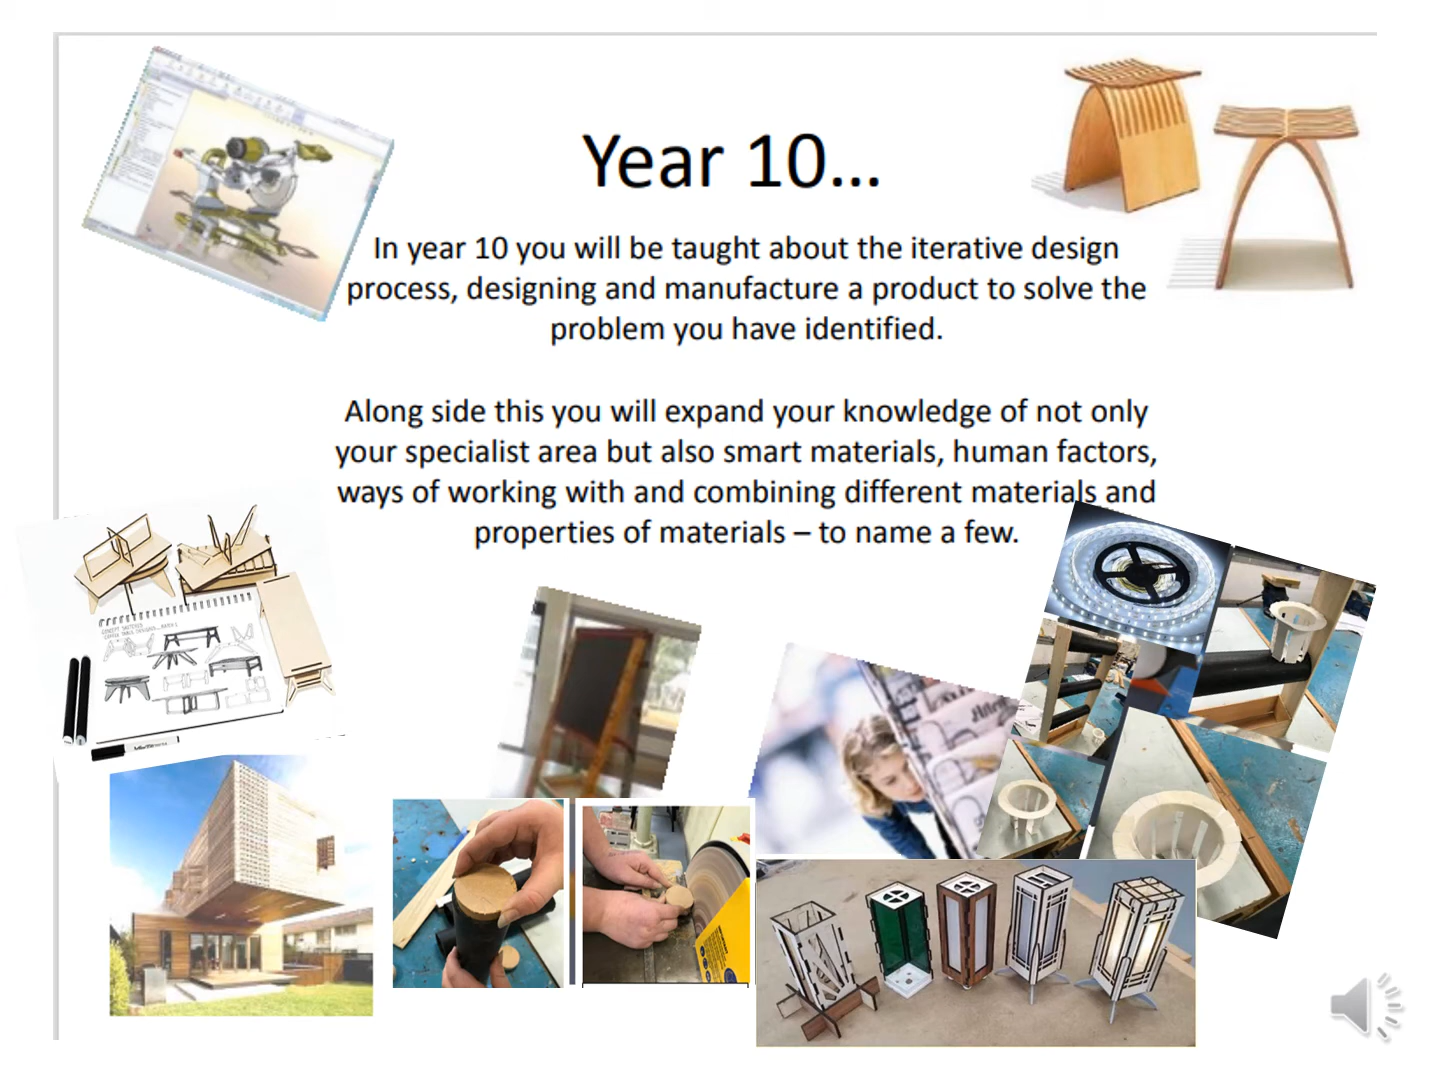 Year 10...
In year 10 you will be taught about the iterative design
process, designing and manufacture a product to solve the
problem you have identified.
Along side this you will expand your knowledge of not only
your specialist area but also smart materials, human factors,
ways of working with and combining different materials and
properties of materials – to name a few.